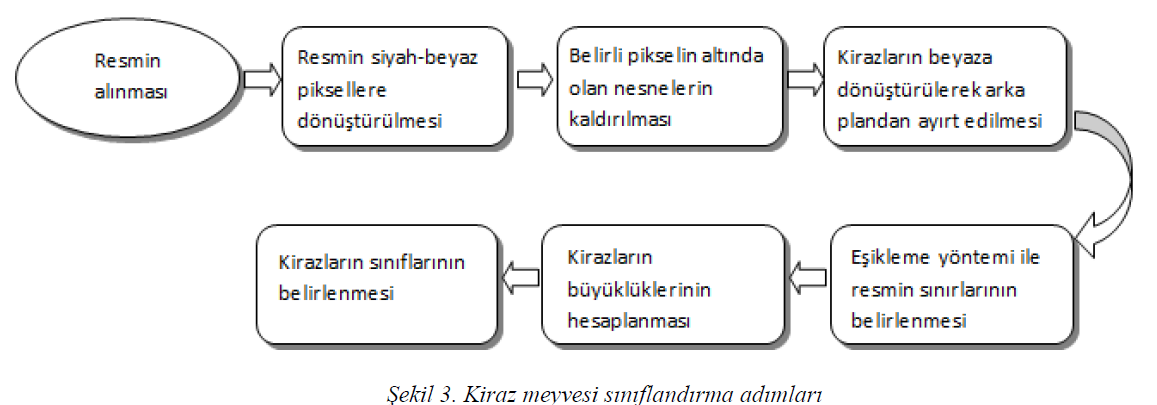 Resmin
alınması
Resmin siyah-beyaz
piksellere
dönüştürülmesi
Belirli pikselin altında
olan nesnelerin
kaldırılması
Kirazların beyaza
dönüştürülerek arka
plandan ayırt edilmesi
Eşikleme yöntemi ile
resmin sınırlarının
belirlenmesi
Kirazların
büyüklüklerinin
hesaplanması
Kirazların sınıflarının
belirlenmesi
Şekil 3. Kiraz meyvesi sınıflandırma adımları